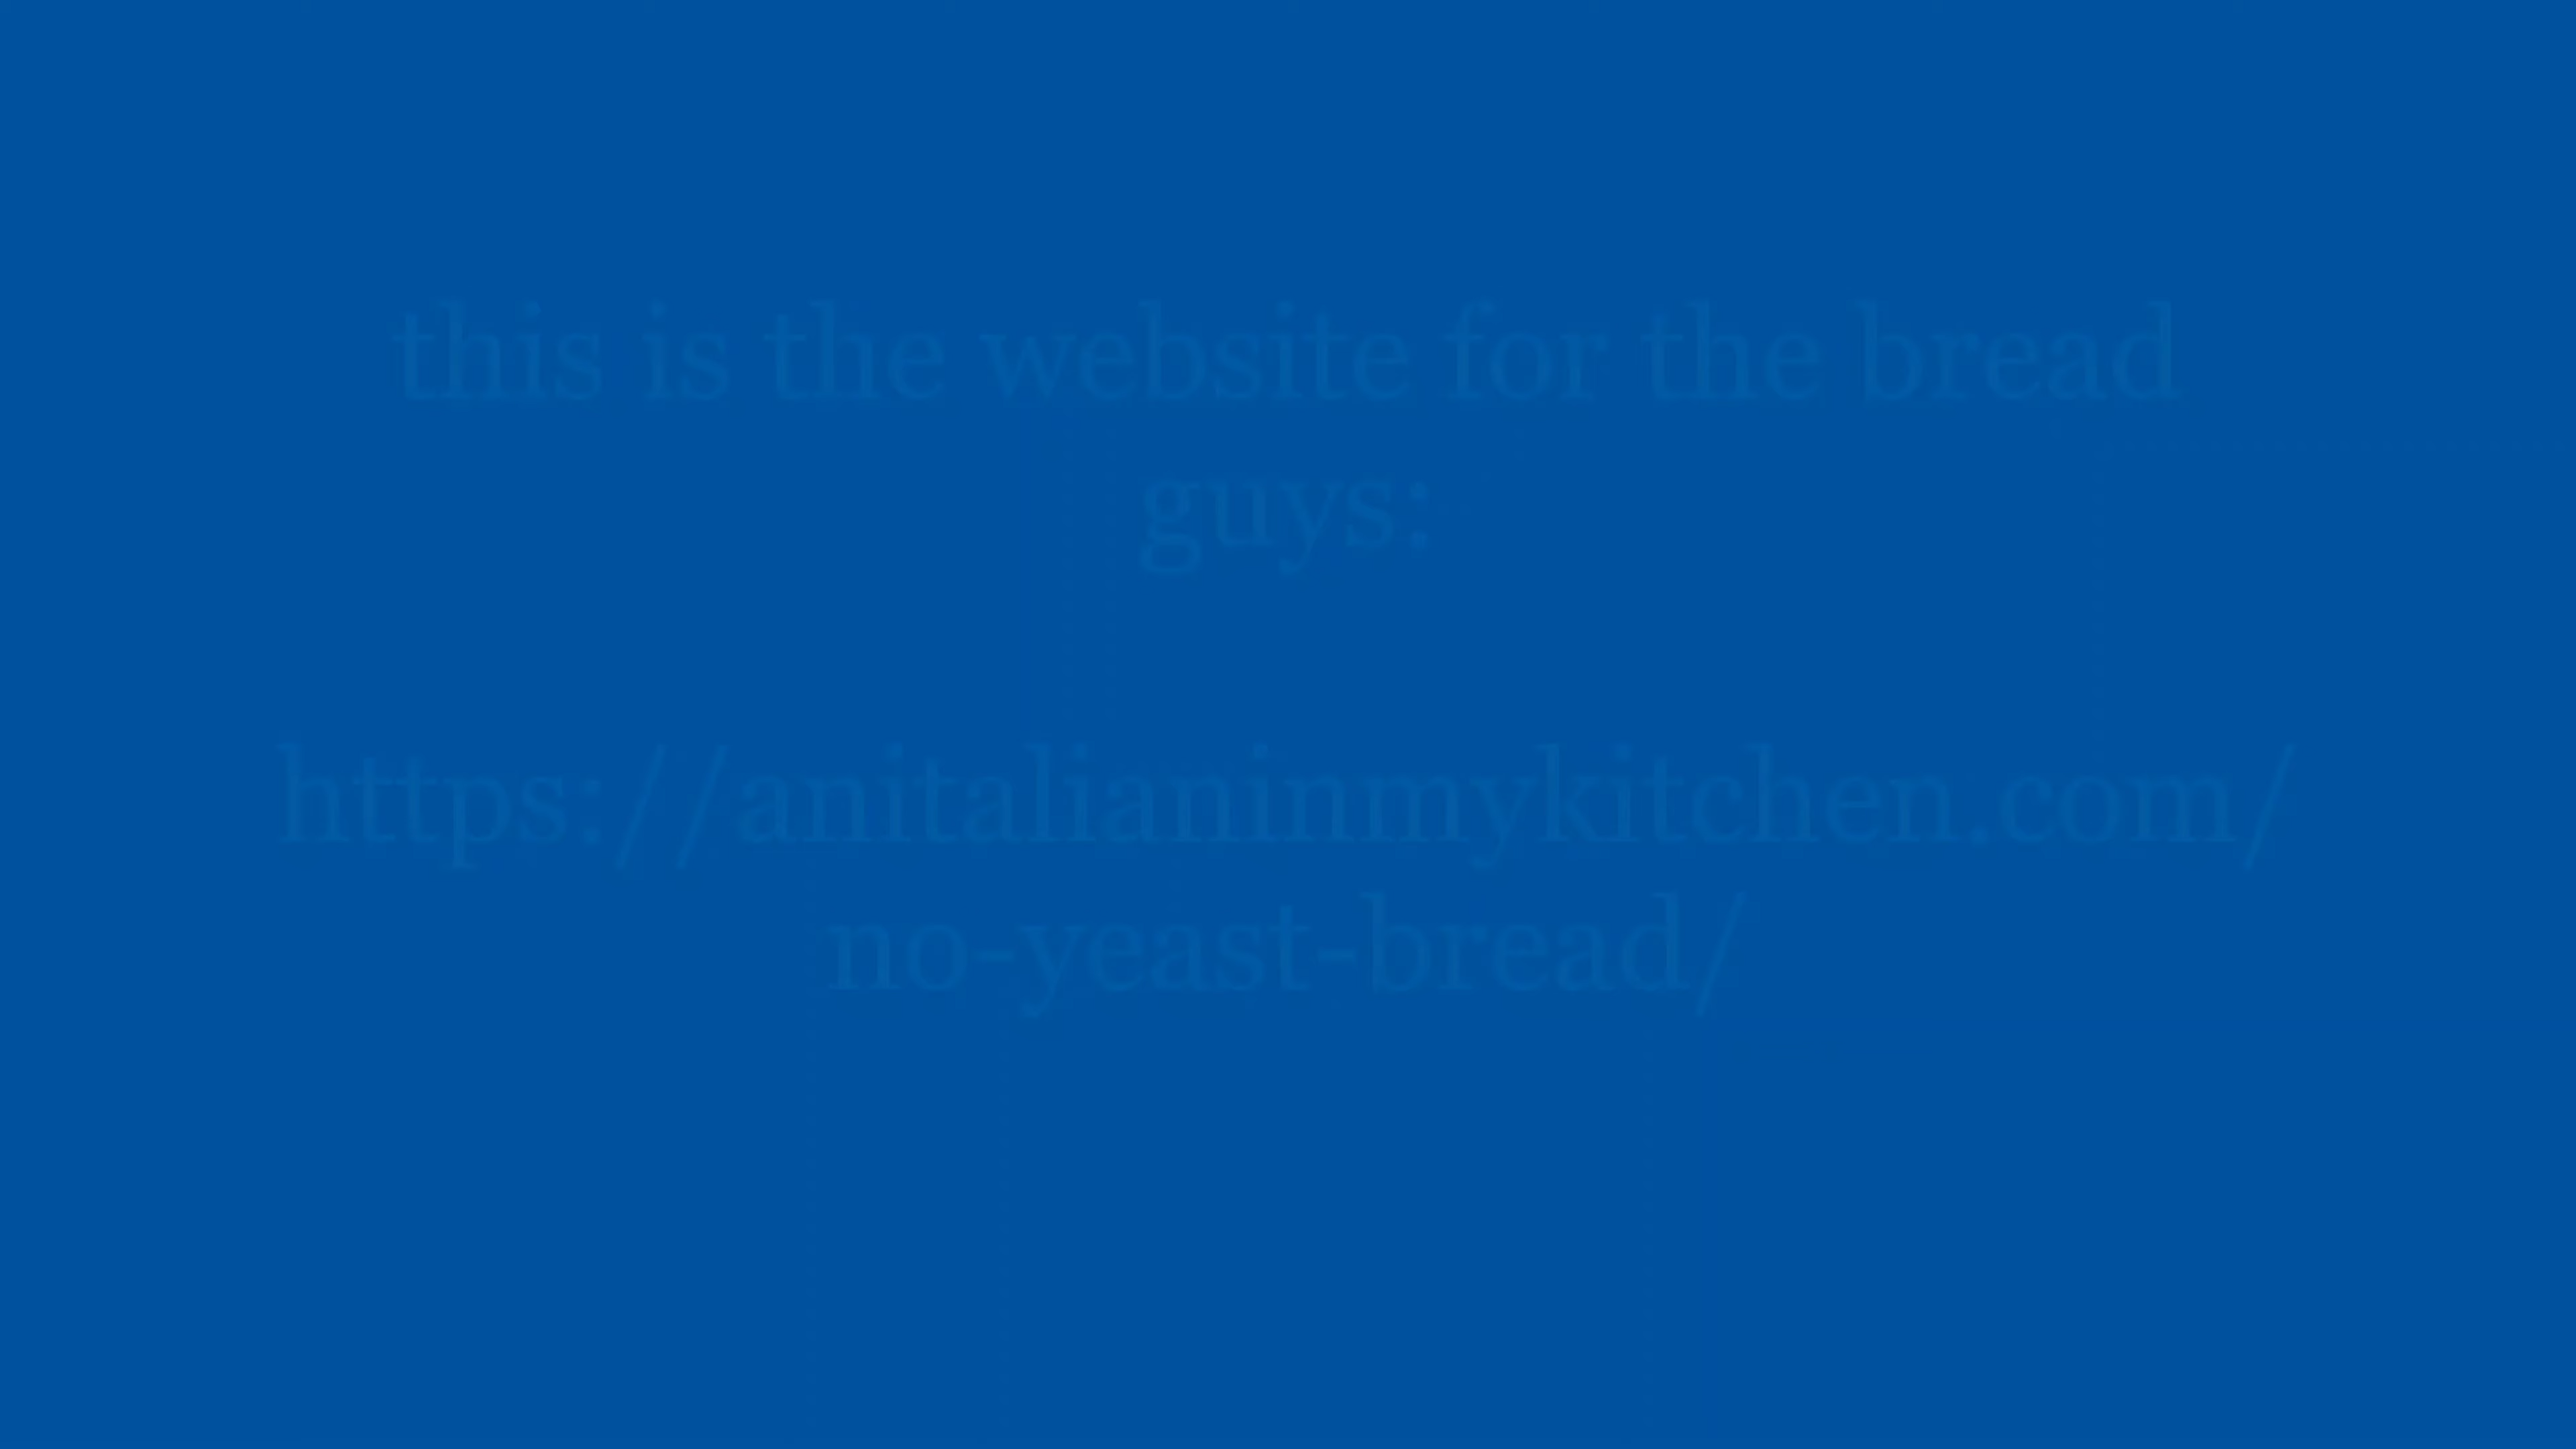 this is the website for the bread
guys:
https://anitalianinmykitchen.com/
no-yeast-bread/